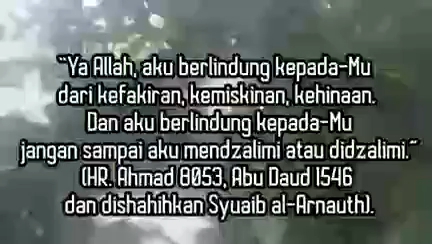 “Ya Allah, aku berlindung kepada-Mu
dari kefakiran, kemiskinan, kehinaan.
Dan aku berlindung kepada-Mu
jangan sampai aku mendzalimi atau didzalimi.”
(HR. Ahmad 8053, Abu Daud 1546
dan dishahihkan Syuaib al-Arnauth).